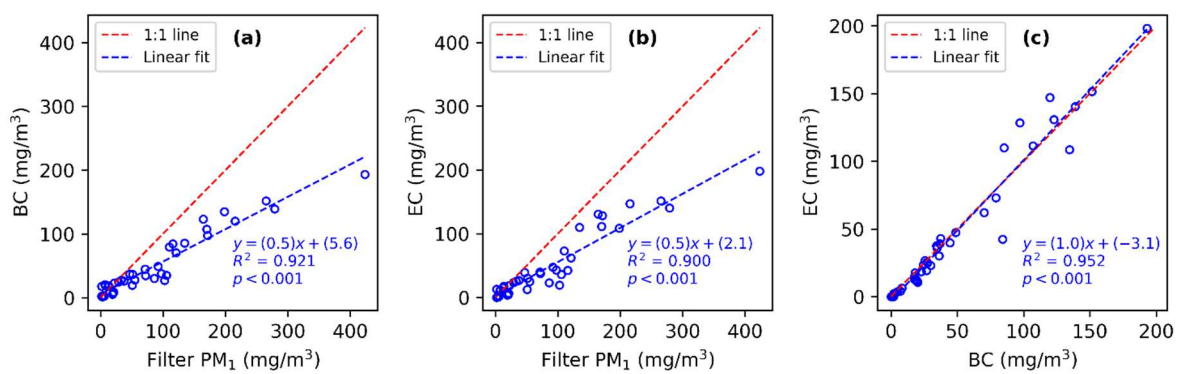 1:1 line
Linear fit
(a)
400
300
200
100
0
BC (mg/m³)
y = (0.5)x + (5.6)
R² = 0.921
p < 0.001
0 100 200 300 400
Filter PM₁ (mg/m³)
1:1 line
Linear fit
(b)
400
300
200
100
0
EC (mg/m³)
y = (0.5)x + (2.1)
R² = 0.900
p < 0.001
0 100 200 300 400
Filter PM₁ (mg/m³)
1:1 line
Linear fit
(c)
200
150
100
50
0
EC (mg/m³)
y = (1.0)x + (−3.1)
R² = 0.952
p < 0.001
0 50 100 150 200
BC (mg/m³)